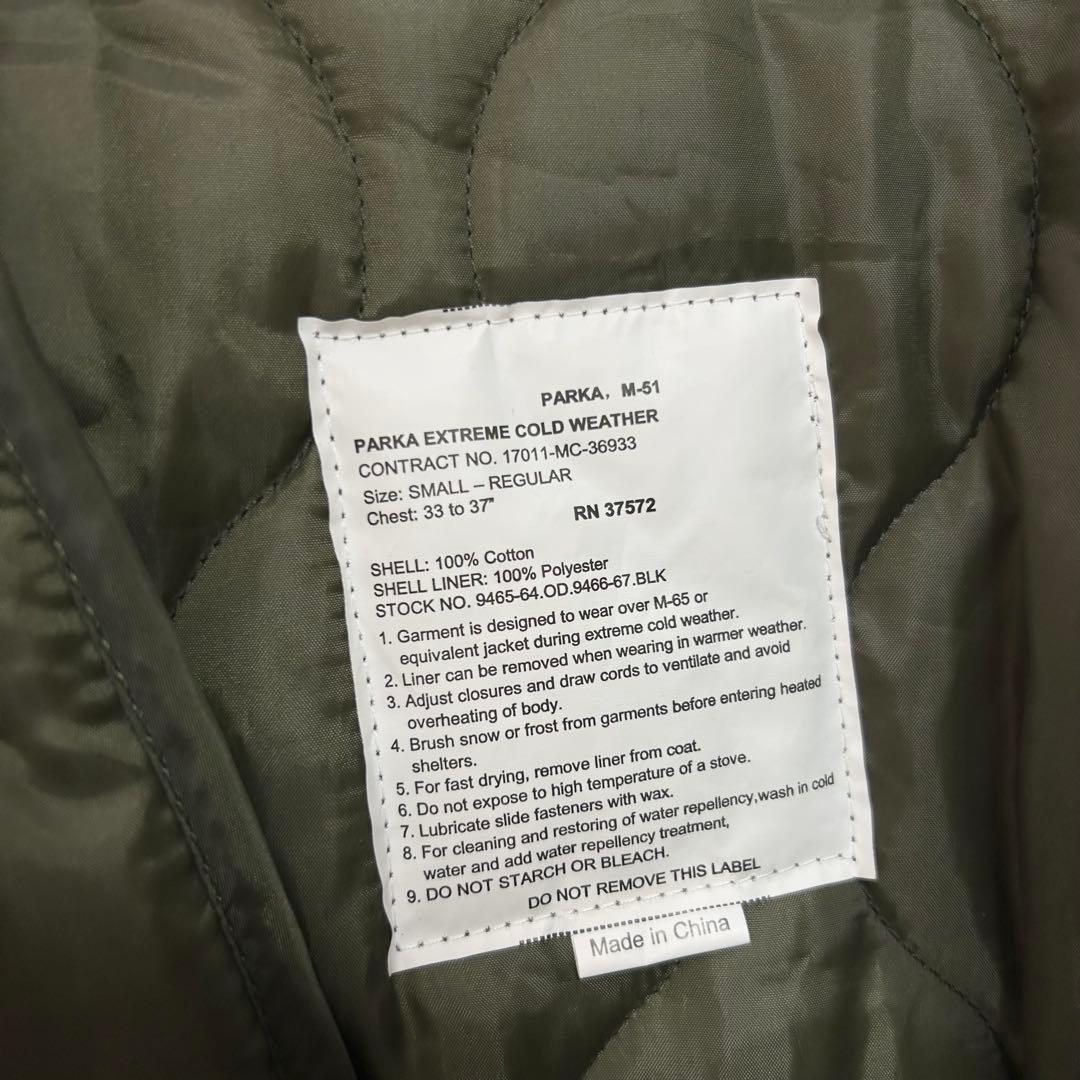 PARKA, M-51
PARKA EXTREME COLD WEATHER
CONTRACT NO. 17011-MC-36933
Size: SMALL – REGULAR
Chest: 33 to 37" RN 37572
SHELL: 100% Cotton
SHELL LINER: 100% Polyester
STOCK NO. 9465-64.OD.9466-67.BLK
1. Garment is designed to wear over M-65 or
equivalent jacket during extreme cold weather.
2. Liner can be removed when wearing in warmer weather.
3. Adjust closures and draw cords to ventilate and avoid
overheating of body.
4. Brush snow or frost from garments before entering heated
shelters.
5. For fast drying, remove liner from coat.
6. Do not expose to high temperature of a stove.
7. Lubricate slide fasteners with wax.
8. For cleaning and restoring of water repellency,wash in cold
water and add water repellency treatment,
9. DO NOT STARCH OR BLEACH.
DO NOT REMOVE THIS LABEL
Made in China